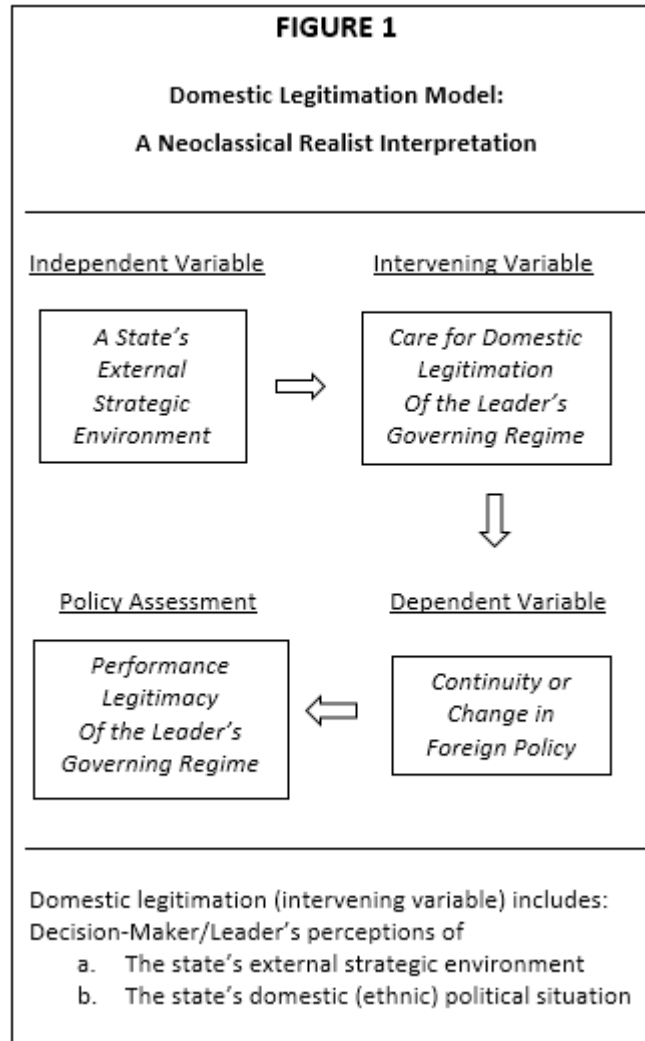 FIGURE 1
Domestic Legitimation Model:
A Neoclassical Realist Interpretation
Independent Variable
A State's
External
Strategic
Environment
Intervening Variable
Care for Domestic
Legitimation
Of the Leader's
Governing Regime
Dependent Variable
Continuity or
Change in
Foreign Policy
Policy Assessment
Performance
Legitimacy
Of the Leader's
Governing Regime
Domestic legitimation (intervening variable) includes:
Decision-Maker/Leader's perceptions of
a. The state's external strategic environment
b. The state's domestic (ethnic) political situation